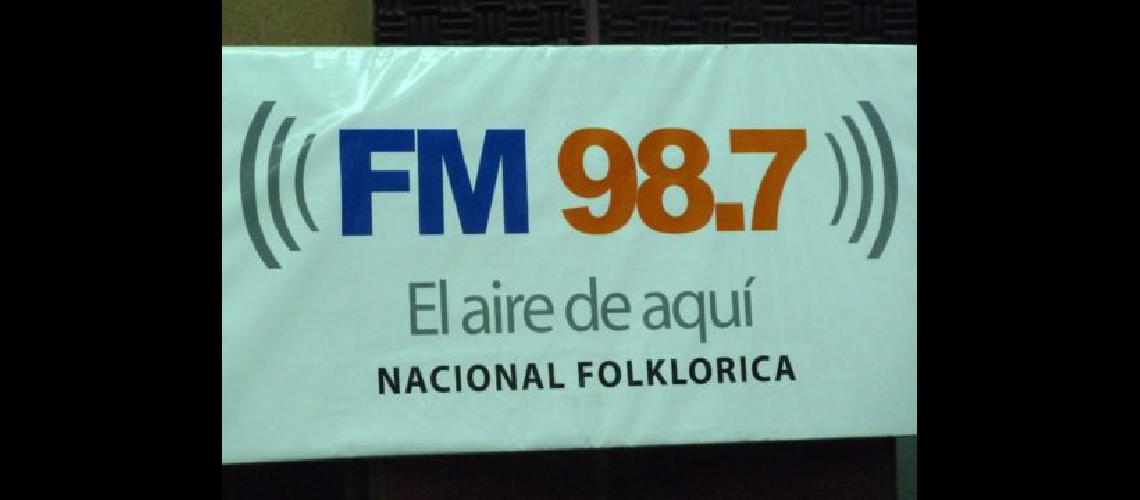 FM 98.7
El aire de aquí
NACIONAL FOLKLORICA